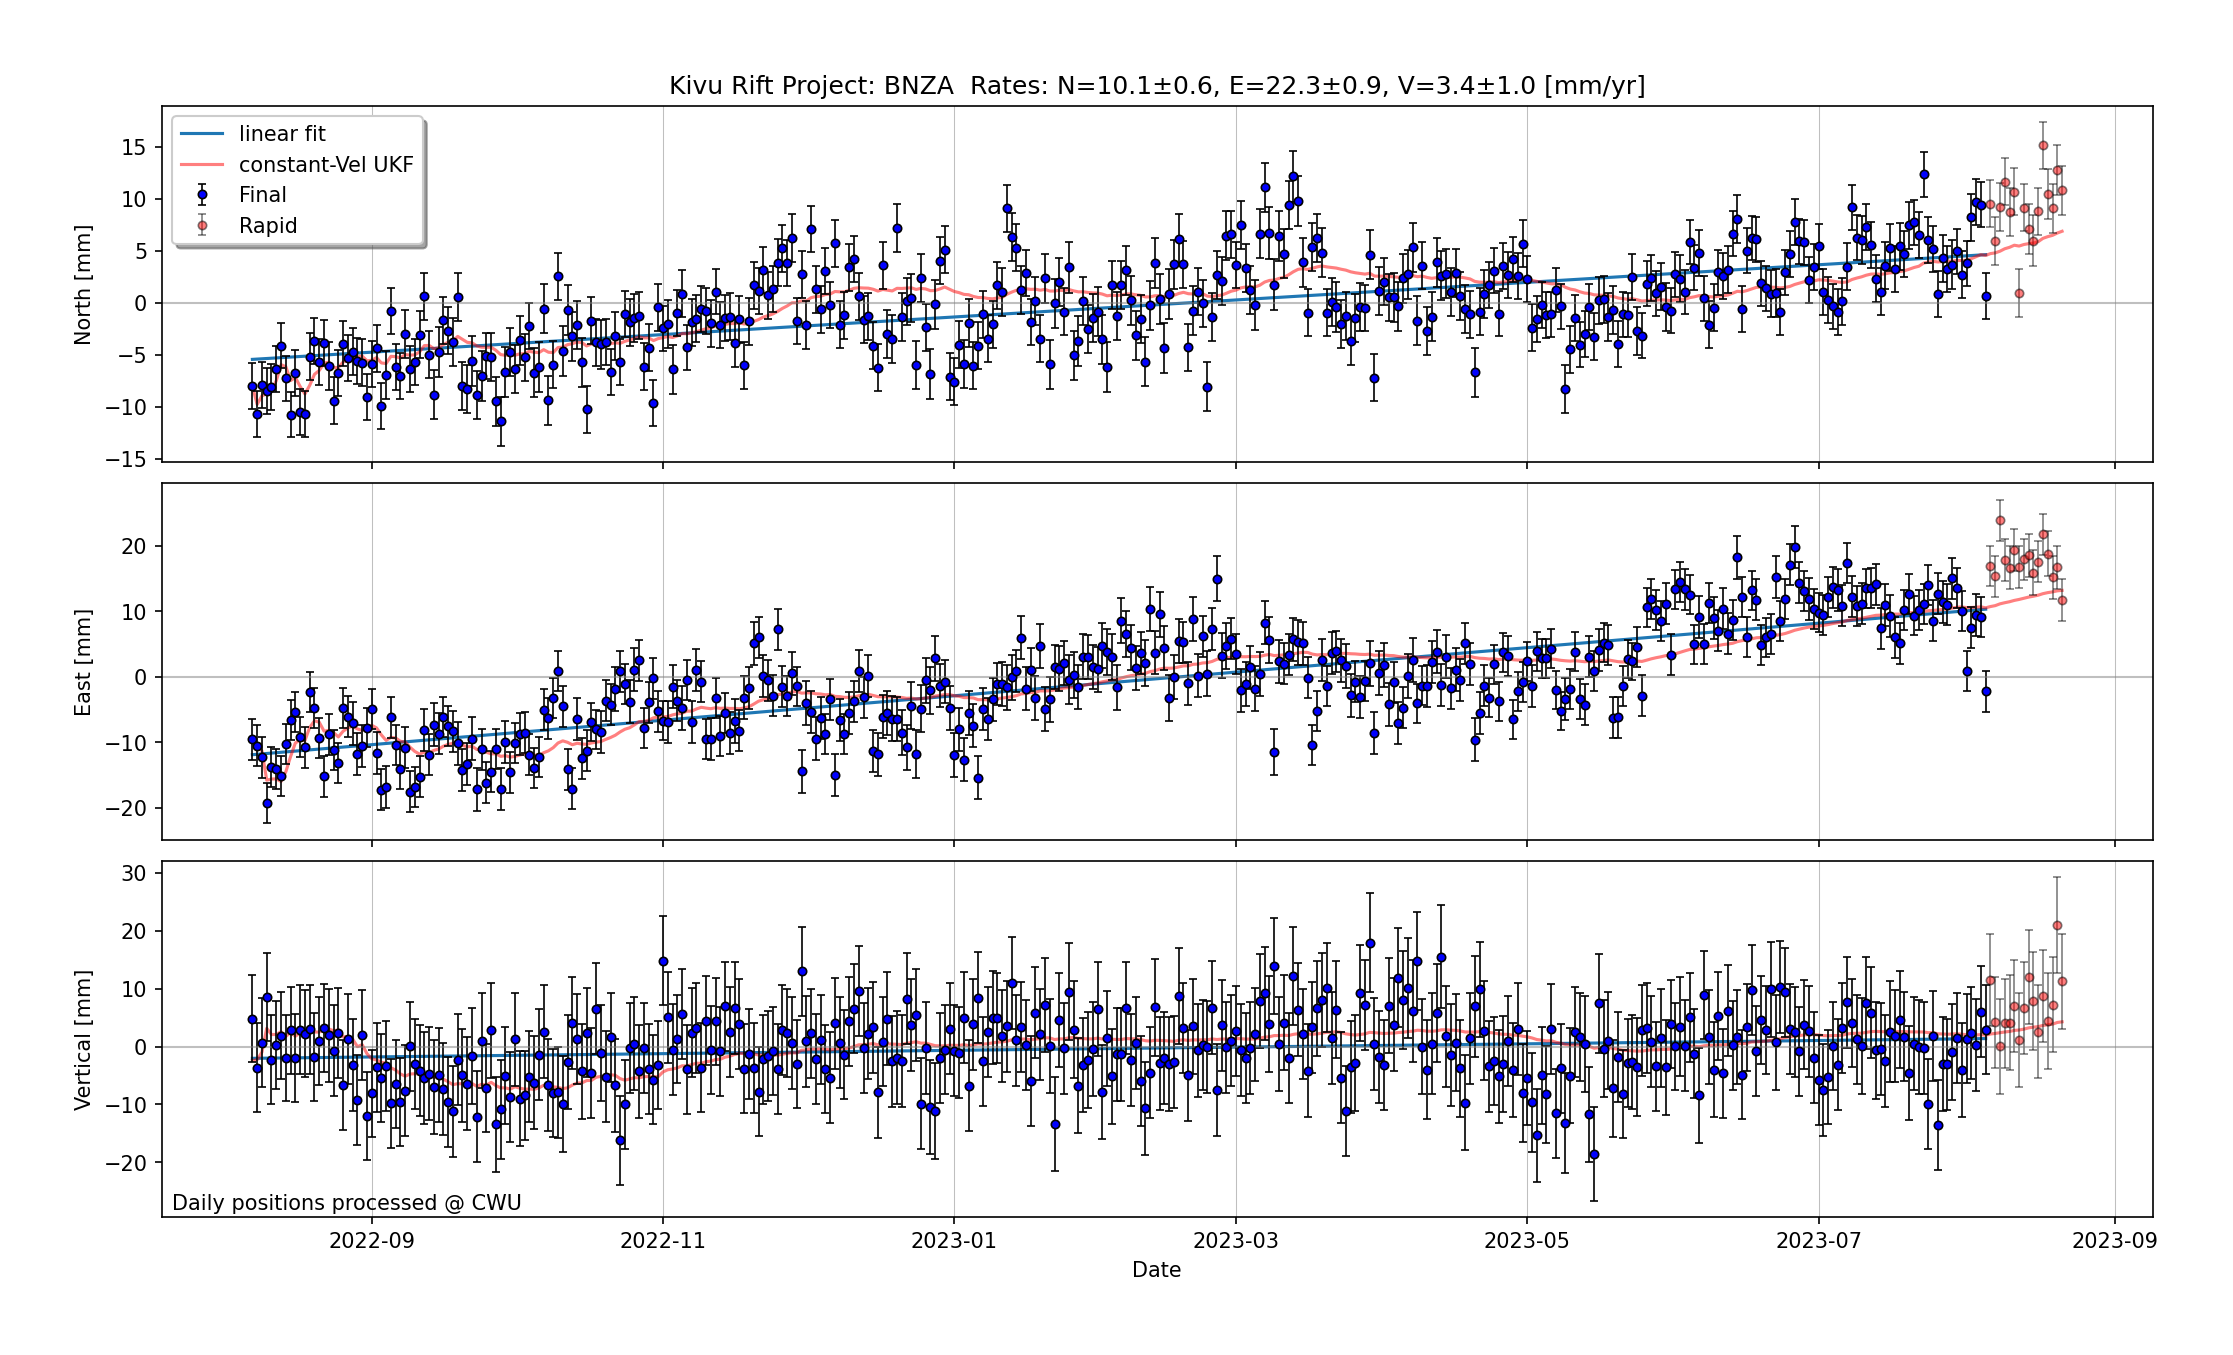 Kivu Rift Project: BNZA  Rates: N=10.1±0.6, E=22.3±0.9, V=3.4±1.0 [mm/yr]
linear fit
constant-Vel UKF
Final
Rapid
North [mm]
15
10
5
0
−5
−10
−15
East [mm]
20
10
0
−10
−20
Vertical [mm]
30
20
10
0
−10
−20
Daily positions processed @ CWU
2022-09 2022-11 2023-01 2023-03 2023-05 2023-07 2023-09
Date